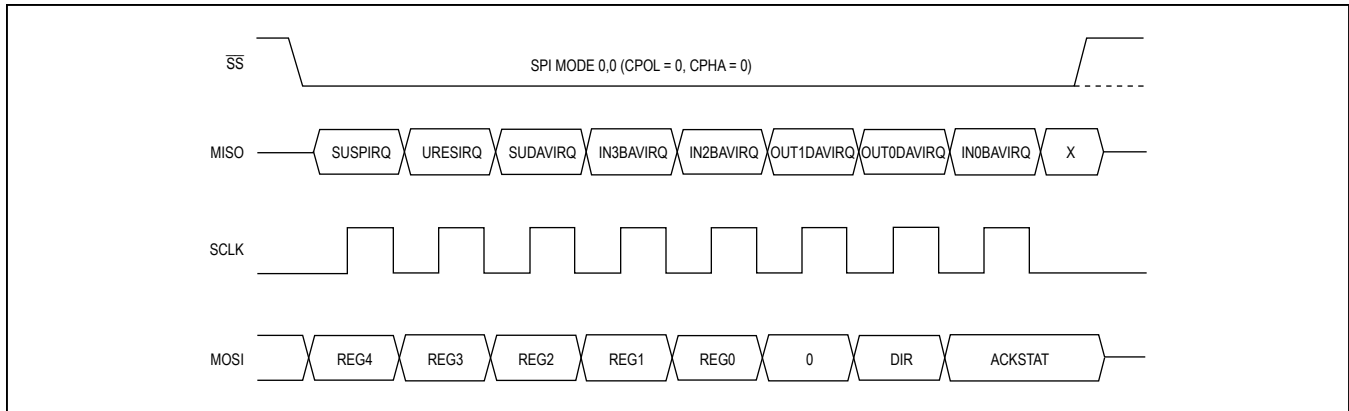 SS
SPI MODE 0,0 (CPOL = 0, CPHA = 0)
MISO
SUSPIRQ
URESIRQ
SUDAVIRQ
IN3BAVIRQ
IN2BAVIRQ
OUT1DAVIRQ
OUT0DAVIRQ
IN0BAVIRQ
X
SCLK
MOSI
REG4
REG3
REG2
REG1
REG0
0
DIR
ACKSTAT